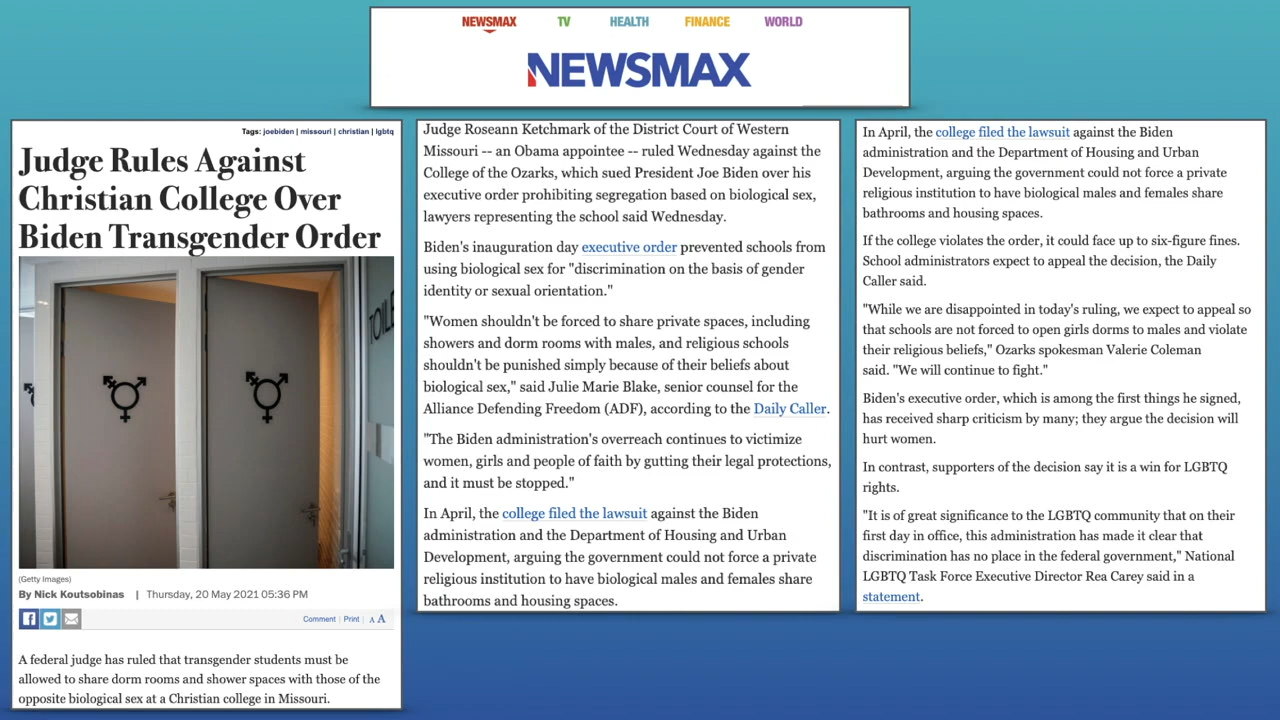 NEWSMAX TV HEALTH FINANCE WORLD
NEWSMAX
Tags: joebiden | missouri | christian | lgbtq
Judge Rules Against
Christian College Over
Biden Transgender Order
TOILE
(Getty Images)
By Nick Koutsobinas | Thursday, 20 May 2021 05:36 PM
Comment | Print | A A
A federal judge has ruled that transgender students must be
allowed to share dorm rooms and shower spaces with those of the
opposite biological sex at a Christian college in Missouri.
Judge Roseann Ketchmark of the District Court of Western
Missouri -- an Obama appointee -- ruled Wednesday against the
College of the Ozarks, which sued President Joe Biden over his
executive order prohibiting segregation based on biological sex,
lawyers representing the school said Wednesday.
Biden's inauguration day executive order prevented schools from
using biological sex for "discrimination on the basis of gender
identity or sexual orientation."
"Women shouldn't be forced to share private spaces, including
showers and dorm rooms with males, and religious schools
shouldn't be punished simply because of their beliefs about
biological sex," said Julie Marie Blake, senior counsel for the
Alliance Defending Freedom (ADF), according to the Daily Caller.
"The Biden administration's overreach continues to victimize
women, girls and people of faith by gutting their legal protections,
and it must be stopped."
In April, the college filed the lawsuit against the Biden
administration and the Department of Housing and Urban
Development, arguing the government could not force a private
religious institution to have biological males and females share
bathrooms and housing spaces.
In April, the college filed the lawsuit against the Biden
administration and the Department of Housing and Urban
Development, arguing the government could not force a private
religious institution to have biological males and females share
bathrooms and housing spaces.
If the college violates the order, it could face up to six-figure fines.
School administrators expect to appeal the decision, the Daily
Caller said.
"While we are disappointed in today's ruling, we expect to appeal so
that schools are not forced to open girls dorms to males and violate
their religious beliefs," Ozarks spokesman Valerie Coleman
said. "We will continue to fight."
Biden's executive order, which is among the first things he signed,
has received sharp criticism by many; they argue the decision will
hurt women.
In contrast, supporters of the decision say it is a win for LGBTQ
rights.
"It is of great significance to the LGBTQ community that on their
first day in office, this administration has made it clear that
discrimination has no place in the federal government," National
LGBTQ Task Force Executive Director Rea Carey said in a
statement.